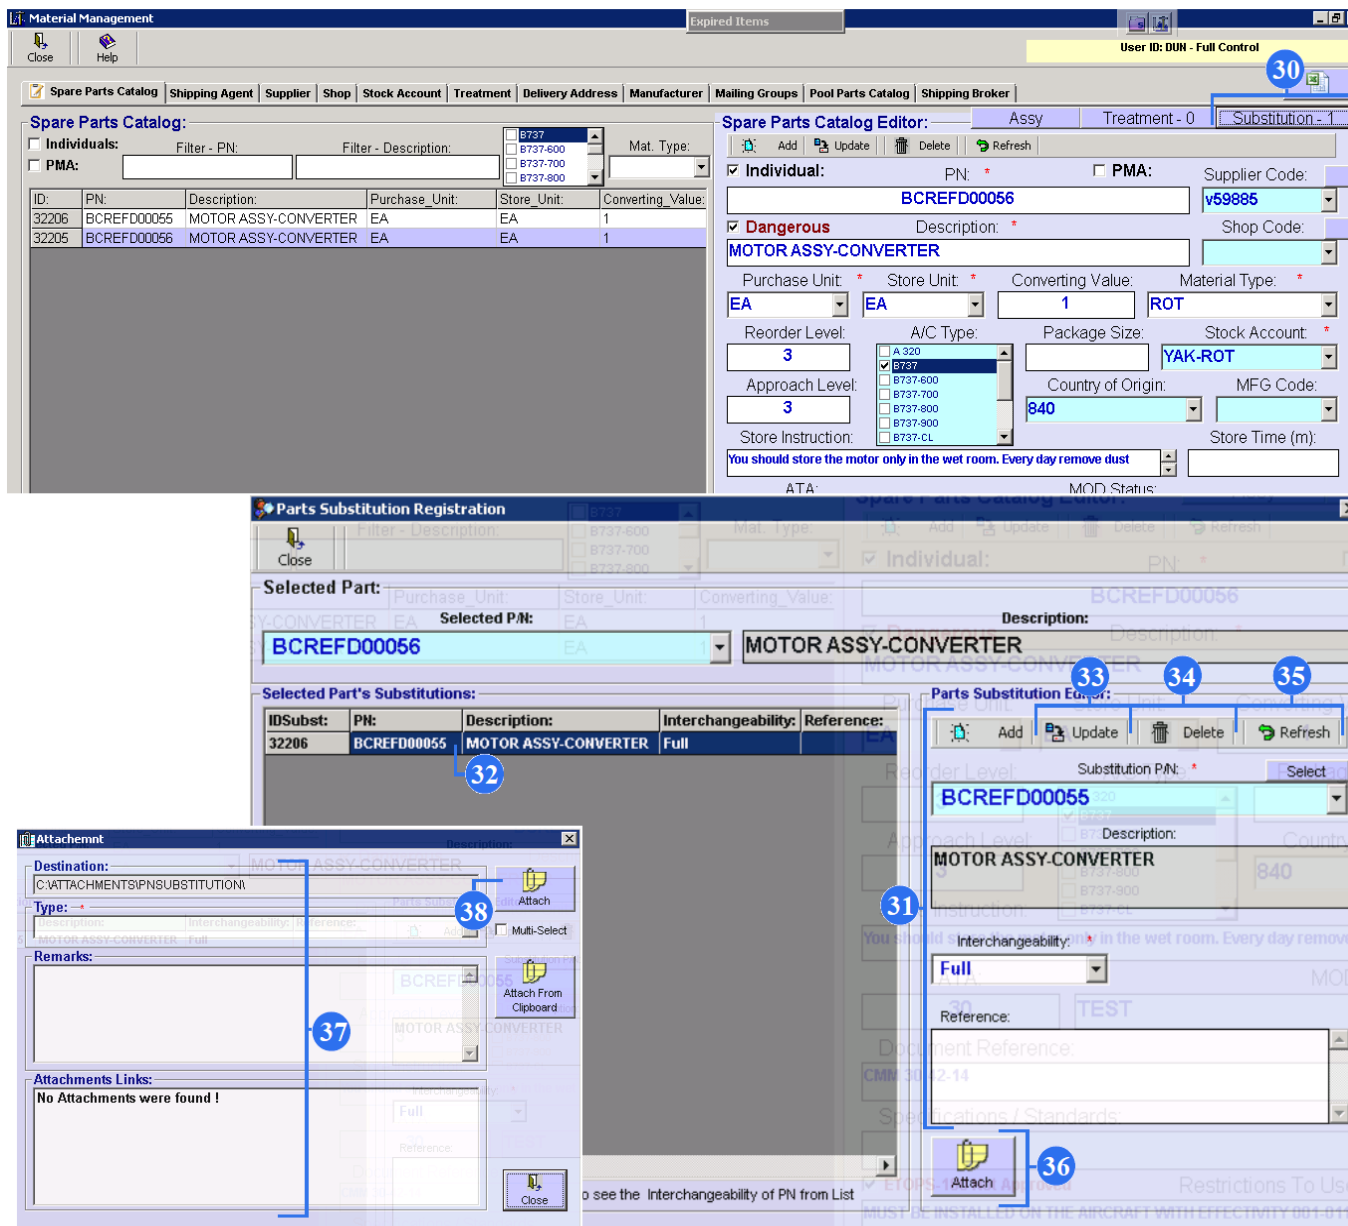 Material Management
Expired Items
Close
Help
User ID: DUN - Full Control
30
Spare Parts Catalog
Shipping Agent
Supplier
Shop
Stock Account
Treatment
Delivery Address
Manufacturer
Mailing Groups
Pool Parts Catalog
Shipping Broker
Spare Parts Catalog:
Individuals:
Filter - PN:
Filter - Description:
B737
B737-600
B737-700
B737-800
Mat. Type:
PMA:
ID: PN: Description: Purchase_Unit: Store_Unit: Converting_Value:
32206 BCREFD00055 MOTOR ASSY-CONVERTER EA EA 1
32205 BCREFD00056 MOTOR ASSY-CONVERTER EA EA 1
Spare Parts Catalog Editor:
Assy
Treatment - 0
Substitution - 1
Add Update Delete Refresh
Individual: PN: * PMA: Supplier Code:
BCREFD00056
v59885
Dangerous Description: * Shop Code:
MOTOR ASSY-CONVERTER
Purchase Unit: * Store Unit: * Converting Value: Material Type: *
EA EA 1 ROT
Reorder Level: A/C Type: Package Size: Stock Account: *
3
A 320
B737
B737-600
B737-700
B737-800
B737-900
B737-CL
YAK-ROT
Approach Level: Country of Origin: MFG Code:
3 840
Store Instruction: Store Time (m):
You should store the motor only in the wet room. Every day remove dust
ATA: MOD Status:
Parts Substitution Registration
Close
Selected Part:
Selected P/N: Description:
BCREFD00056 MOTOR ASSY-CONVERTER
Selected Part's Substitutions:
IDSubst: PN: Description: Interchangeability: Reference:
32206 BCREFD00055 MOTOR ASSY-CONVERTER Full
32
Parts Substitution Editor:
33
34
35
Add Update Delete Refresh
Substitution P/N: * Select
BCREFD00055
Description:
MOTOR ASSY-CONVERTER
31
Interchangeability: *
Full
Reference:
Attach
36
o see the Interchangeability of PN from List
Attachemnt
Destination:
C:\ATTACHMENTS\PNSUBSTITUTION\
Attach
38
Type: *
Multi-Select
Remarks:
Attach From
Clipboard
37
Attachments Links:
No Attachments were found !
Close